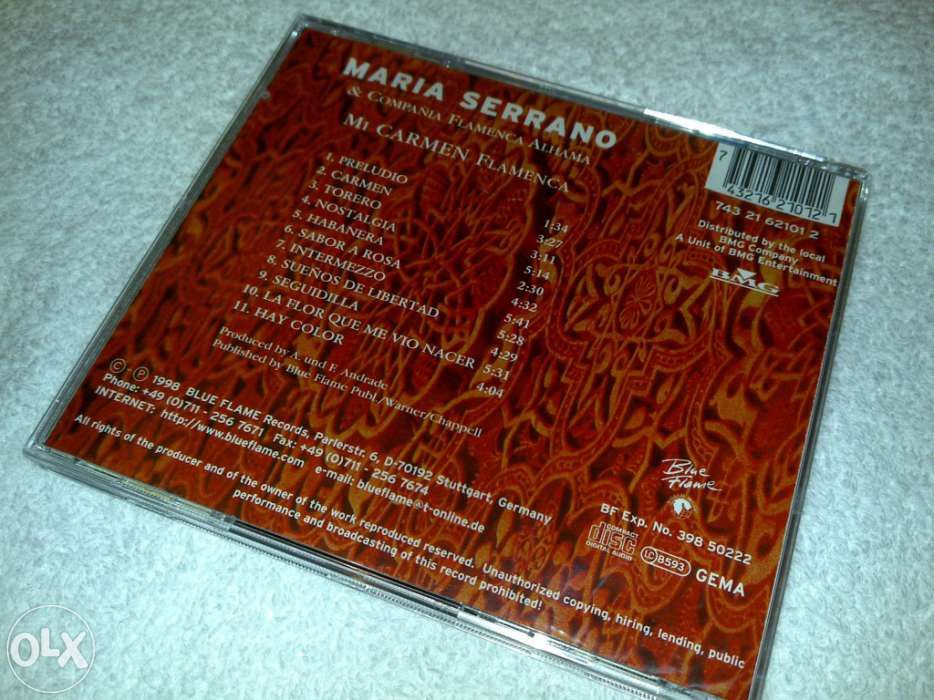 MARIA SERRANO
& COMPAÑIA FLAMENCA ALHAMA
MI CARMEN FLAMENCA
1. PRELUDIO 1:34
2. CARMEN 3:27
3. TORERO 3:11
4. NOSTALGIA 5:14
5. HABANERA 2:30
6. SABOR A ROSA 4:32
7. INTERMEZZO 5:41
8. SUEÑOS DE LIBERTAD 5:28
9. SEGUIDILLA 4:29
10. LA FLOR QUE ME VIO NACER 5:31
11. HAY COLOR 4:04
Produced by A. und F. Andrade
Published by Blue Flame Publ./Warner/Chappell
© + ℗ 1998 BLUE FLAME Records, Parlerstr. 6, D-70192 Stuttgart, Germany
Phone: +49 (0)711 - 256 7671 Fax: +49 (0)711 - 256 7674
INTERNET: http://www.blueflame.com e-mail: blueflame@t-online.de
All rights of the producer and of the owner of the work reproduced reserved. Unauthorized copying, hiring, lending, public
performance and broadcasting of this record prohibited!
7 43216 21012 1
743 21 62101 2
Distributed by the local
BMG Company
A Unit of BMG Entertainment
BMG
Blue
Flame
BF Exp. No. 398 50222
COMPACT
disc
DIGITAL AUDIO
LC 8593
GEMA
OLX